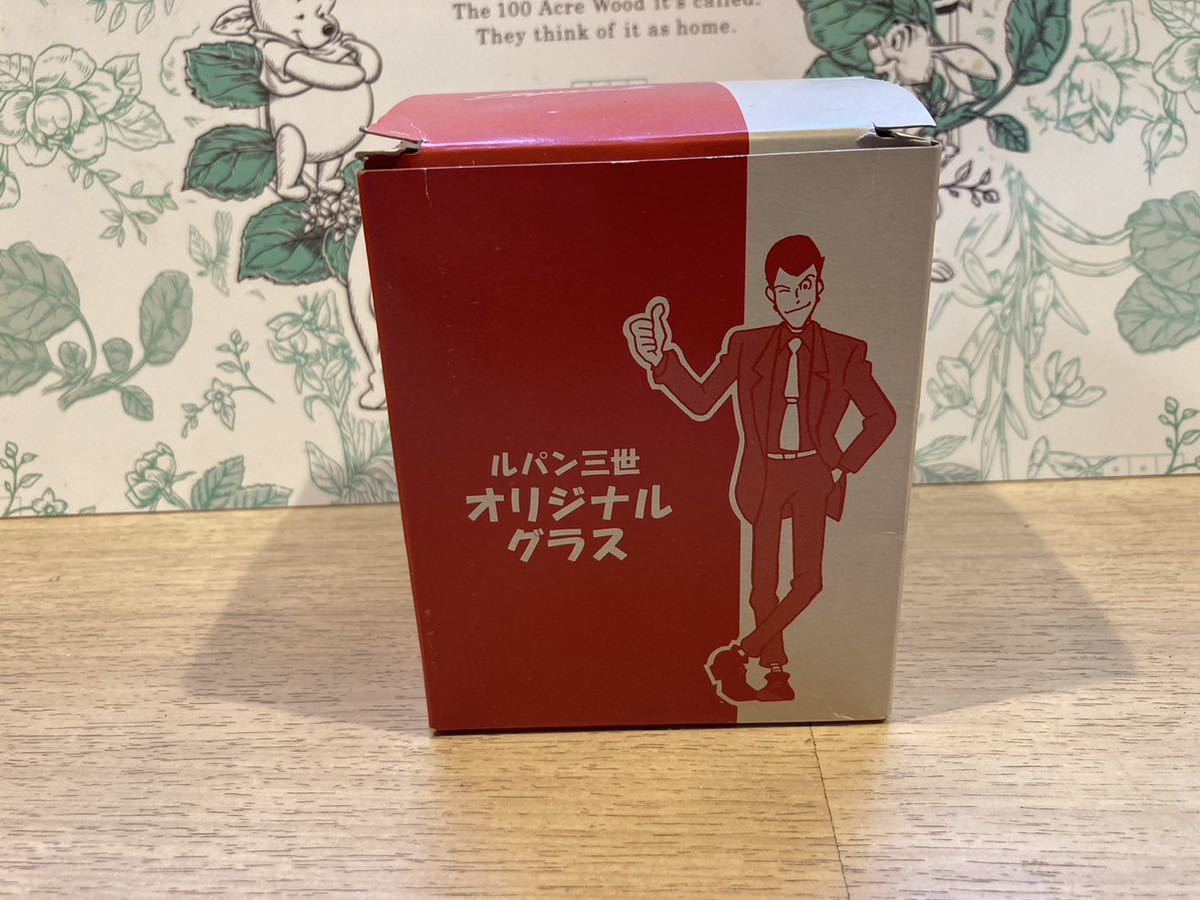 The 100 Acre Wood it's called.
They think of it as home.
ルパン三世
オリジナル
グラス